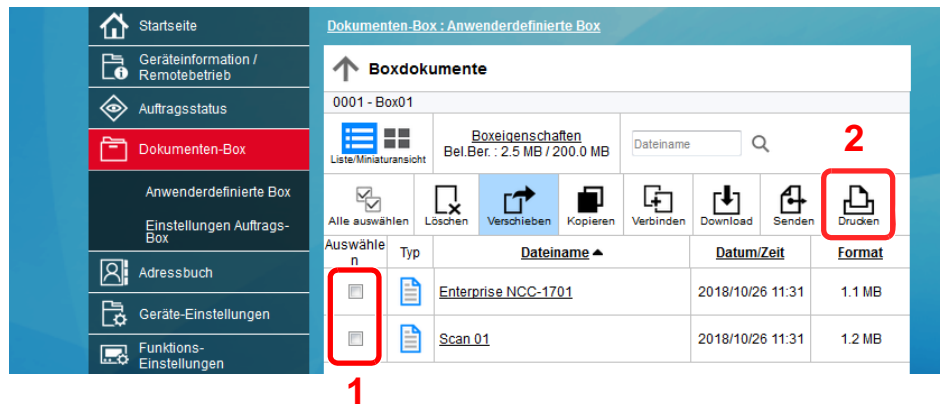 Startseite
Geräteinformation /
Remotebetrieb
Auftragsstatus
Dokumenten-Box
Anwenderdefinierte Box
Einstellungen Auftrags-
Box
Adressbuch
Geräte-Einstellungen
Funktions-
Einstellungen
Dokumenten-Box : Anwenderdefinierte Box
Boxdokumente
0001 - Box01
Liste/Miniaturansicht
Boxeigenschaften
Bel.Ber. : 2.5 MB / 200.0 MB
Dateiname
2
Alle auswählen Löschen Verschieben Kopieren Verbinden Download Senden Drucken
Auswähle
n Typ Dateiname Datum/Zeit Format
Enterprise NCC-1701 2018/10/26 11:31 1.1 MB
Scan 01 2018/10/26 11:31 1.2 MB
1